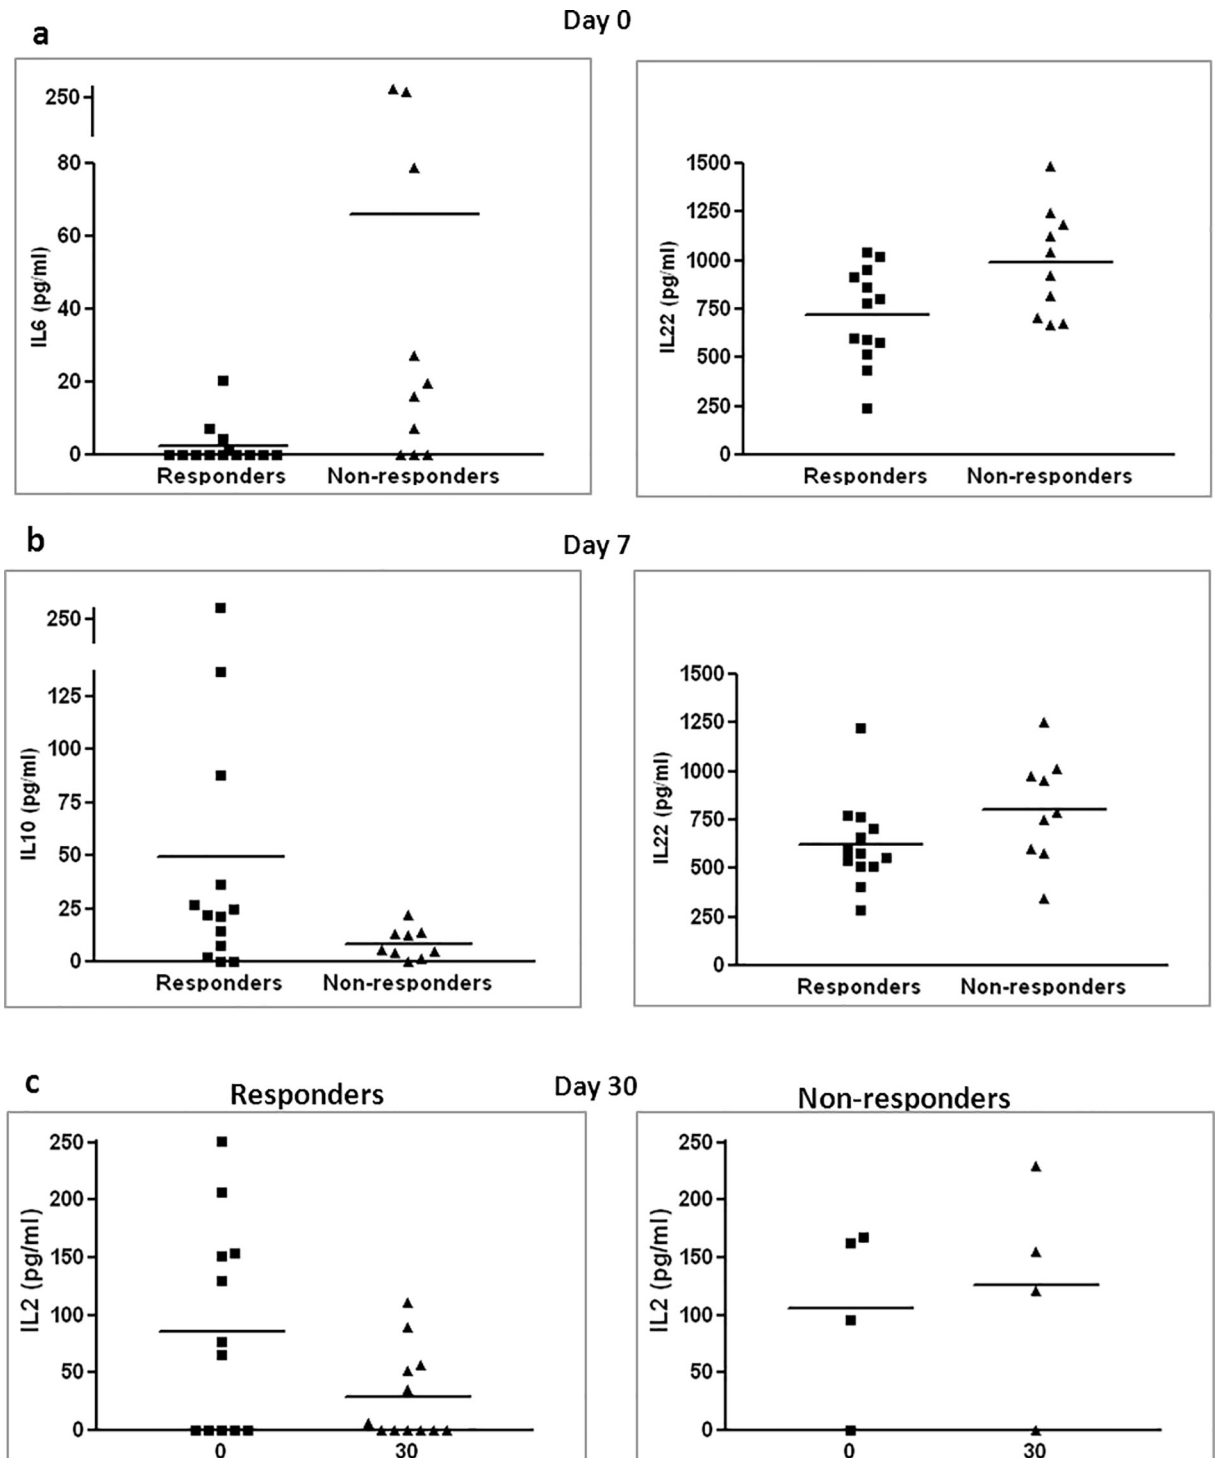 Day 0
a
250
80
60
40
20
0
IL6 (pg/ml)
Responders Non-responders
1500
1250
1000
750
500
250
0
IL22 (pg/ml)
Responders Non-responders
b
Day 7
250
125
100
75
50
25
0
IL10 (pg/ml)
Responders Non-responders
1500
1250
1000
750
500
250
0
IL22 (pg/ml)
Responders Non-responders
c
Day 30
Responders
250
200
150
100
50
0
IL2 (pg/ml)
0 30
Non-responders
250
200
150
100
50
0
IL2 (pg/ml)
0 30